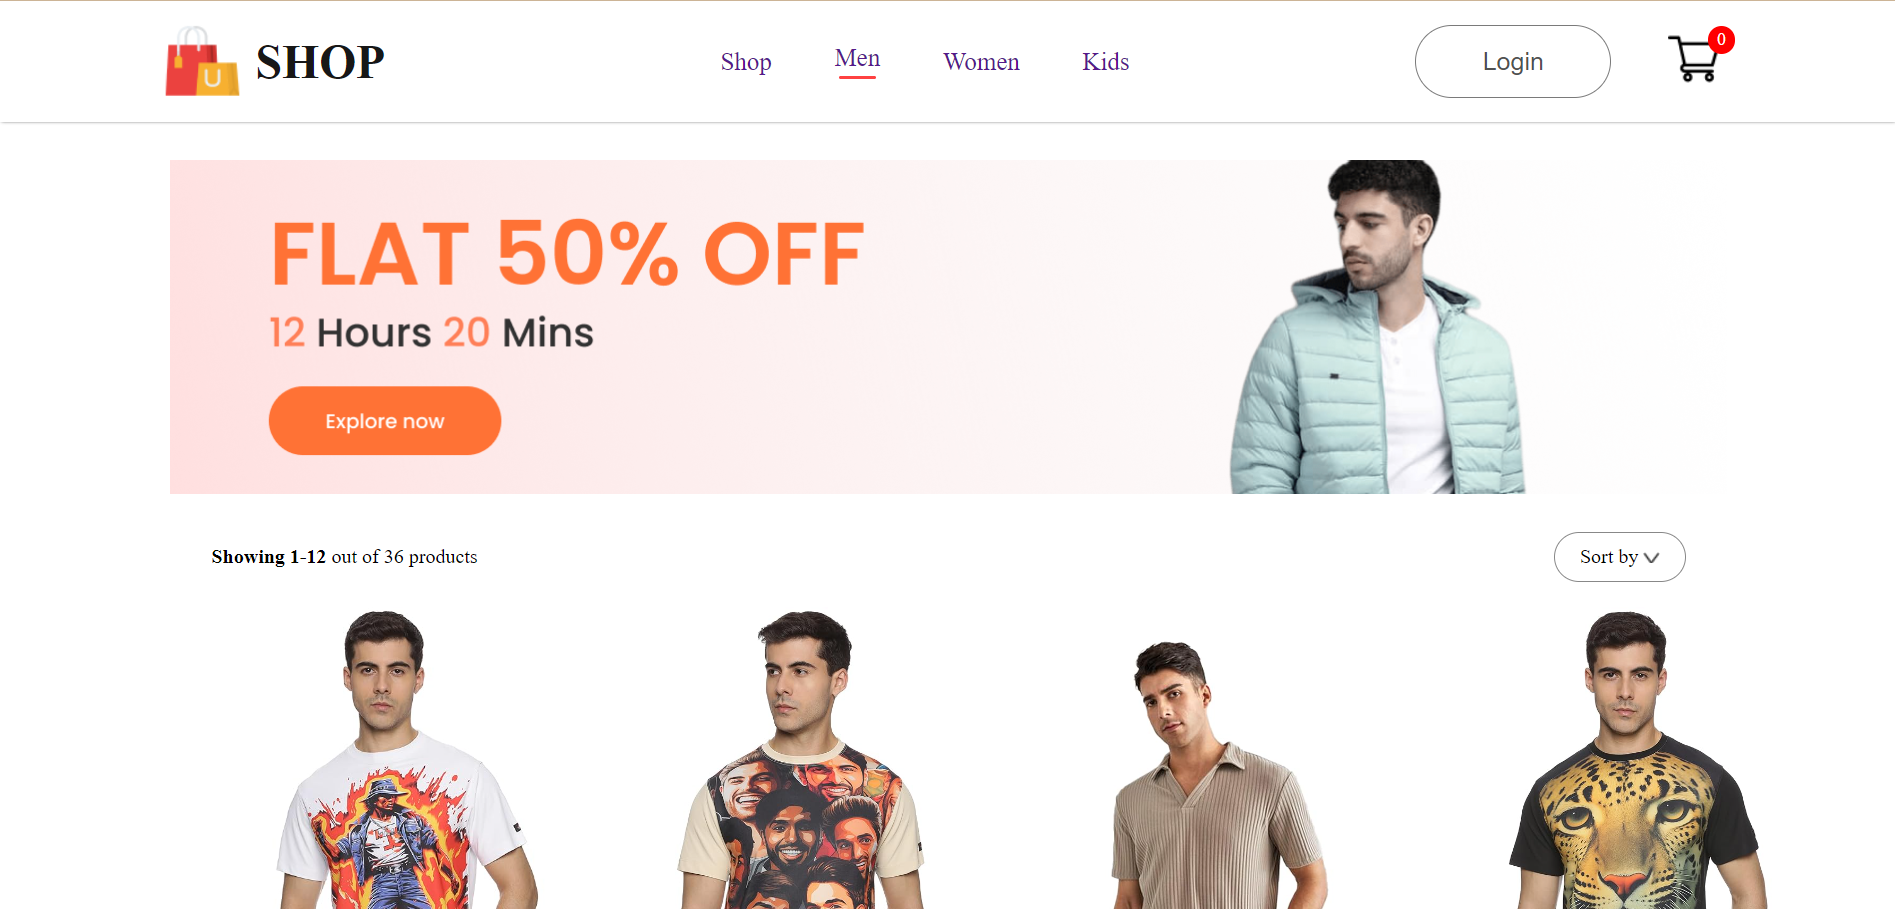 U
SHOP
Shop
Men
Women
Kids
Login
0
FLAT 50% OFF
12 Hours 20 Mins
Explore now
Showing 1-12 out of 36 products
Sort by